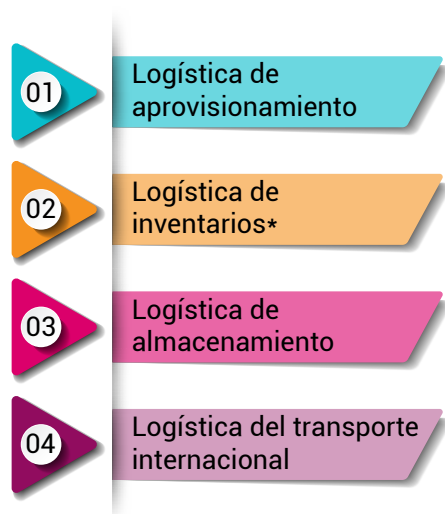 01
Logística de
aprovisionamiento
02
Logística de
inventarios*
03
Logística de
almacenamiento
04
Logística del transporte
internacional